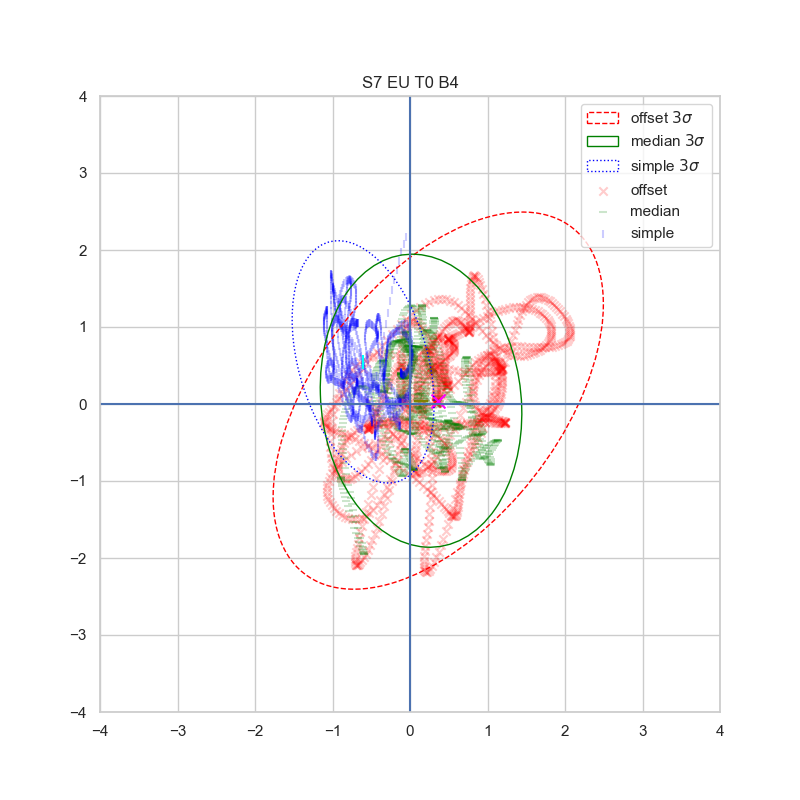 S7 EU T0 B4
offset 3σ
median 3σ
simple 3σ
offset
median
simple
4
3
2
1
0
−1
−2
−3
−4
−4 −3 −2 −1 0 1 2 3 4